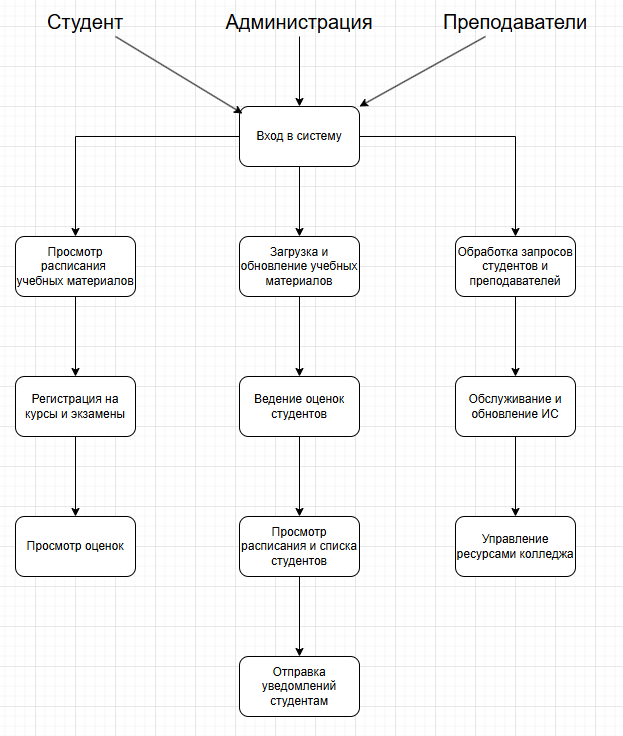 Студент
Администрация
Преподаватели
Вход в систему
Просмотр
расписания
учебных материалов
Загрузка и
обновление учебных
материалов
Обработка запросов
студентов и
преподавателей
Регистрация на
курсы и экзамены
Ведение оценок
студентов
Обслуживание и
обновление ИС
Просмотр оценок
Просмотр
расписания и списка
студентов
Управление
ресурсами колледжа
Отправка
уведомлений
студентам